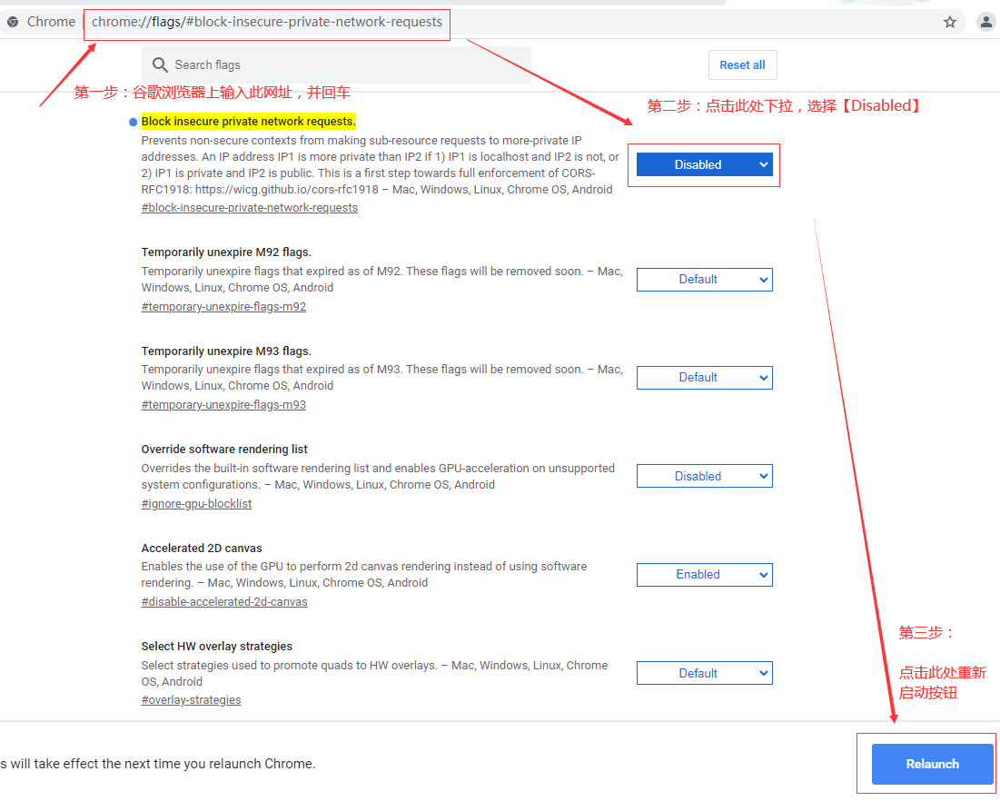 Chrome
chrome://flags/#block-insecure-private-network-requests
Search flags
Reset all
第一步：谷歌浏览器上输入此网址，并回车
第二步：点击此处下拉，选择【Disabled】
Block insecure private network requests.
Prevents non-secure contexts from making sub-resource requests to more-private IP
addresses. An IP address IP1 is more private than IP2 if 1) IP1 is localhost and IP2 is not, or
2) IP1 is private and IP2 is public. This is a first step towards full enforcement of CORS-
RFC1918: https://wicg.github.io/cors-rfc1918 – Mac, Windows, Linux, Chrome OS, Android
#block-insecure-private-network-requests
Disabled
Temporarily unexpire M92 flags.
Temporarily unexpire flags that expired as of M92. These flags will be removed soon. – Mac,
Windows, Linux, Chrome OS, Android
#temporary-unexpire-flags-m92
Default
Temporarily unexpire M93 flags.
Temporarily unexpire flags that expired as of M93. These flags will be removed soon. – Mac,
Windows, Linux, Chrome OS, Android
#temporary-unexpire-flags-m93
Default
Override software rendering list
Overrides the built-in software rendering list and enables GPU-acceleration on unsupported
system configurations. – Mac, Windows, Linux, Chrome OS, Android
#ignore-gpu-blocklist
Disabled
Accelerated 2D canvas
Enables the use of the GPU to perform 2d canvas rendering instead of using software
rendering. – Mac, Windows, Linux, Chrome OS, Android
#disable-accelerated-2d-canvas
Enabled
Select HW overlay strategies
Select strategies used to promote quads to HW overlays. – Mac, Windows, Linux, Chrome
OS, Android
#overlay-strategies
Default
第三步：
点击此处重新
启动按钮
s will take effect the next time you relaunch Chrome.
Relaunch